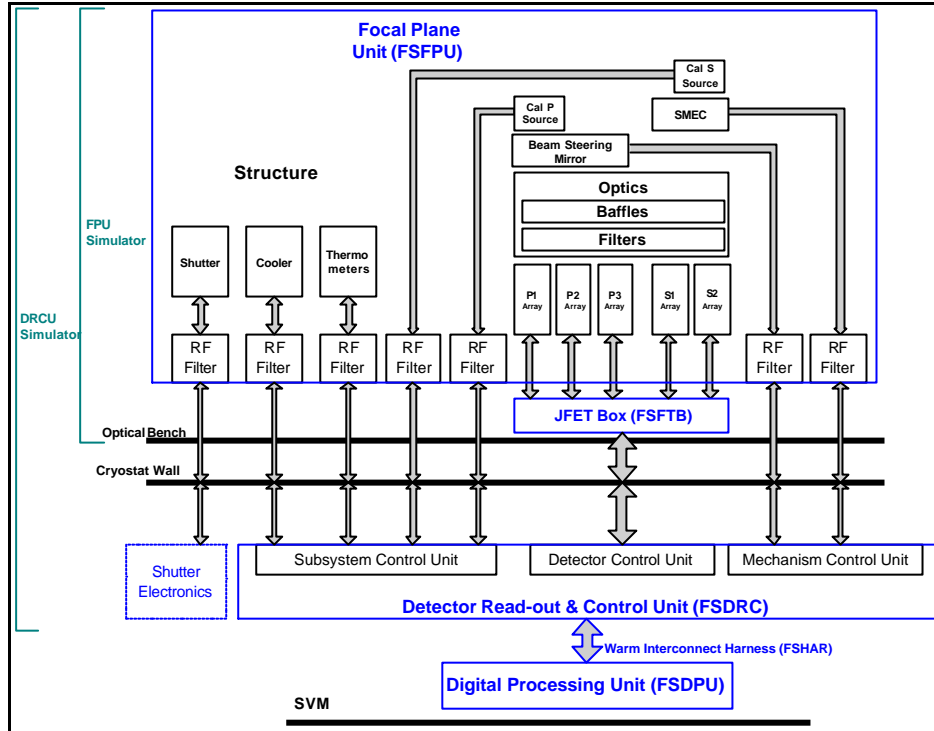 Focal Plane
Unit (FSFPU)
Cal S
Source
Cal P
Source
SMEC
Beam Steering
Mirror
Structure
Optics
Baffles
Filters
FPU
Simulator
DRCU
Simulator
Shutter
Cooler
Thermo
meters
P1
Array
P2
Array
P3
Array
S1
Array
S2
Array
RF
Filter
RF
Filter
RF
Filter
RF
Filter
RF
Filter
RF
Filter
RF
Filter
JFET Box (FSFTB)
Optical Bench
Cryostat Wall
Shutter
Electronics
Subsystem Control Unit
Detector Control Unit
Mechanism Control Unit
Detector Read-out & Control Unit (FSDRC)
Warm Interconnect Harness (FSHAR)
Digital Processing Unit (FSDPU)
SVM